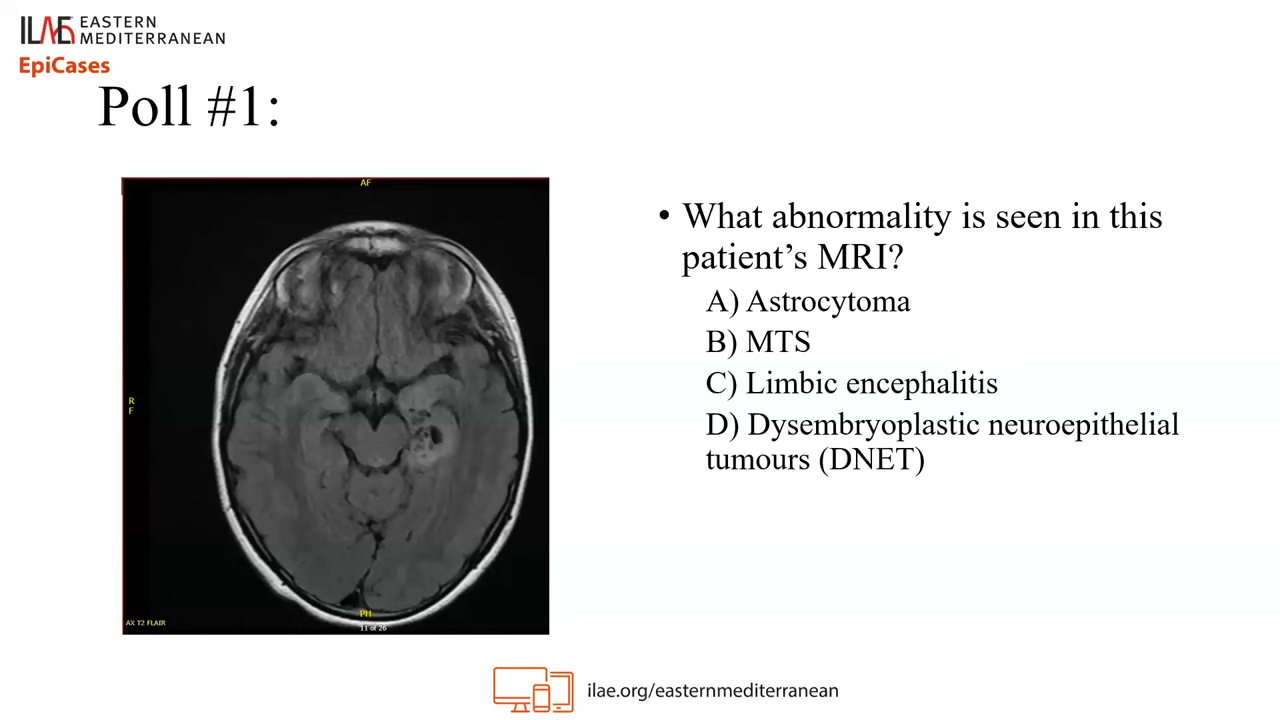 ILAE EASTERN
MEDITERRANEAN
EpiCases
Poll #1:
AF
R
F
PH
11 of 26
AX T2 FLAIR
• What abnormality is seen in this
patient’s MRI?
A) Astrocytoma
B) MTS
C) Limbic encephalitis
D) Dysembryoplastic neuroepithelial
tumours (DNET)
ilae.org/easternmediterranean